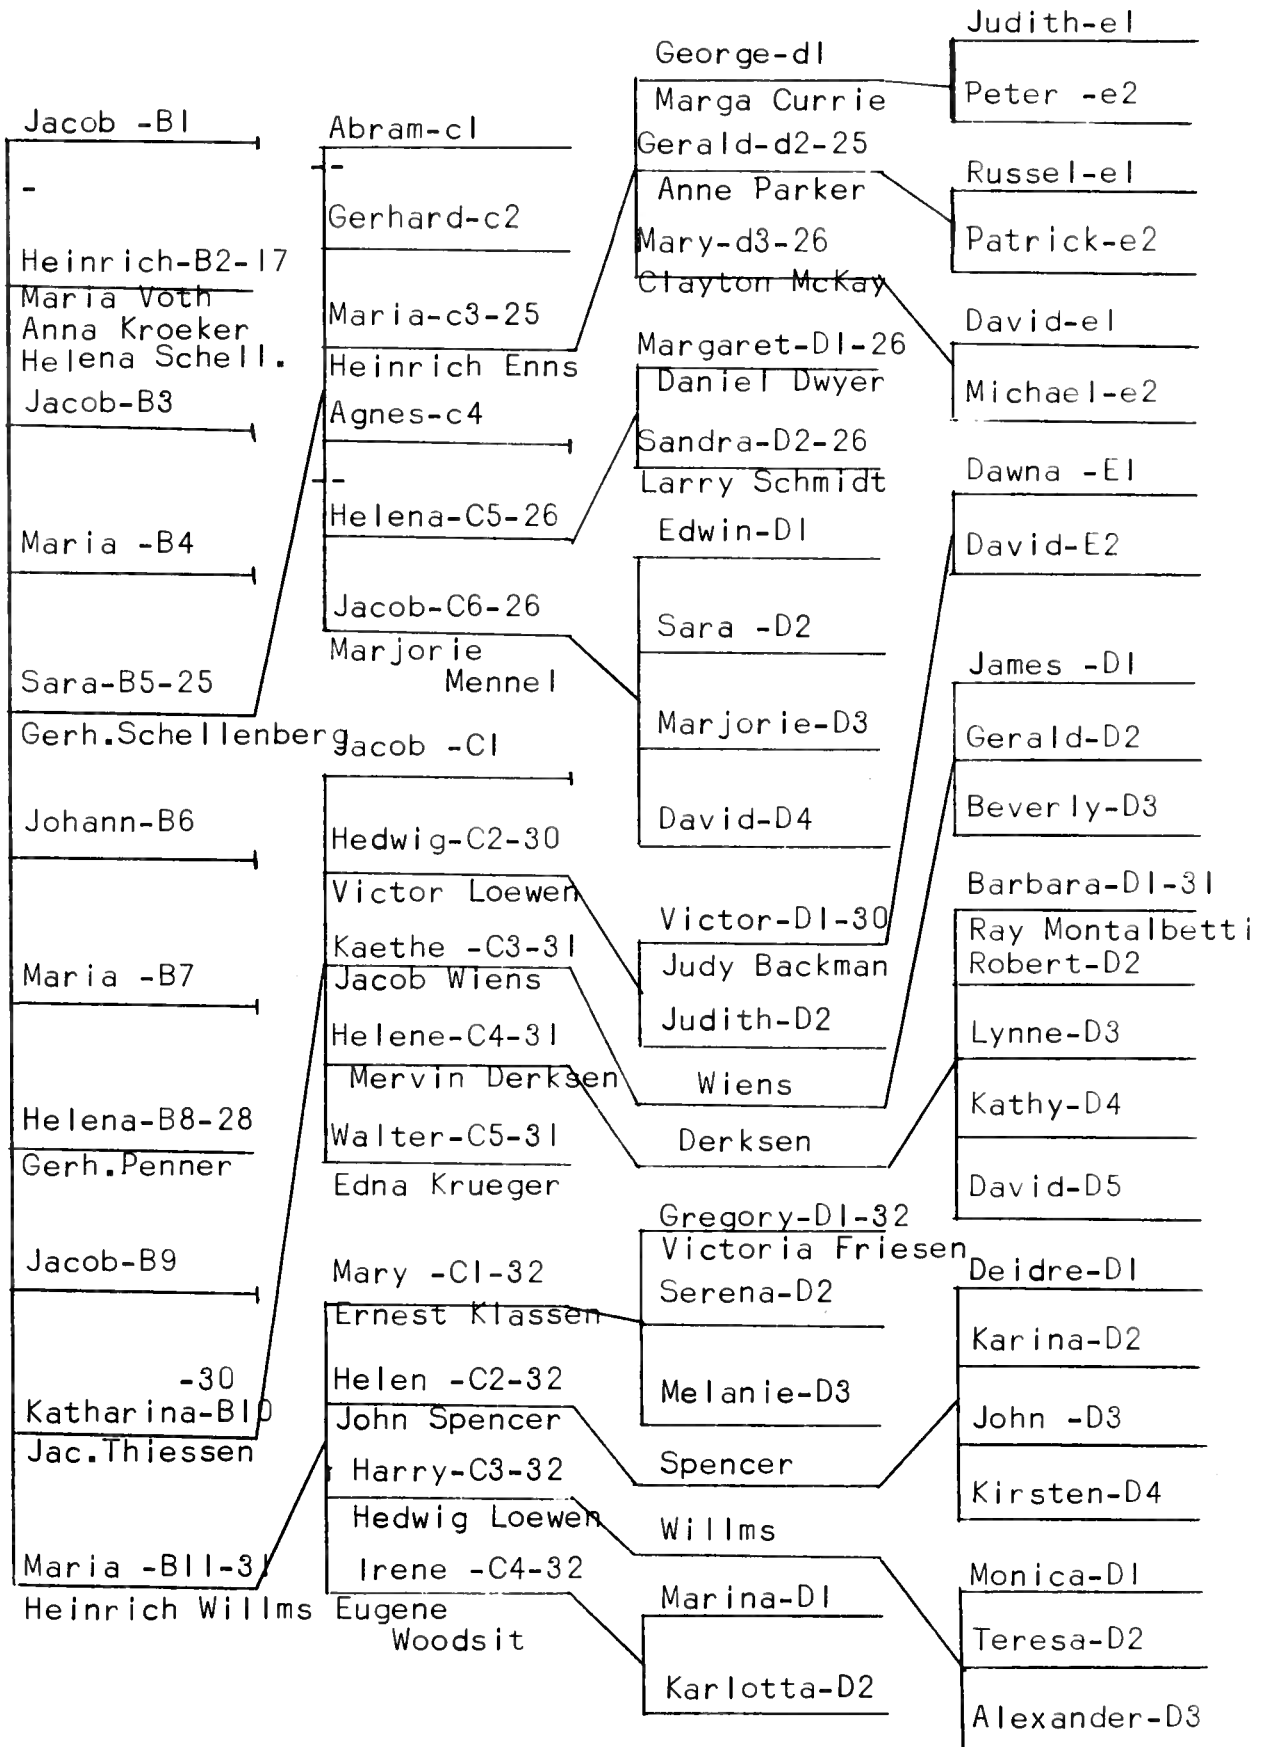 Jacob -B1
-
Heinrich-B2-17
Maria Voth
Anna Kroeker
Helena Schell.
Jacob-B3
Maria -B4
Sara-B5-25
Gerh.Schellenberg
Johann-B6
Maria -B7
Helena-B8-28
Gerh.Penner
Jacob-B9
-30
Katharina-B10
Jac.Thiessen
Maria -B11-31
Heinrich Willms
Abram-c1
--
Gerhard-c2
Maria-c3-25
Heinrich Enns
Agnes-c4
--
Helena-C5-26
Jacob-C6-26
Marjorie
Mennel
Jacob -C1
Hedwig-C2-30
Victor Loewen
Kaethe -C3-31
Jacob Wiens
Helene-C4-31
Mervin Derksen
Walter-C5-31
Edna Krueger
Mary -C1-32
Ernest Klassen
Helen -C2-32
John Spencer
Harry-C3-32
Hedwig Loewen
Irene -C4-32
Eugene
Woodsit
George-d1
Marga Currie
Gerald-d2-25
Anne Parker
Mary-d3-26
Clayton McKay
Margaret-D1-26
Daniel Dwyer
Sandra-D2-26
Larry Schmidt
Edwin-D1
Sara -D2
Marjorie-D3
David-D4
Victor-D1-30
Judy Backman
Judith-D2
Wiens
Derksen
Gregory-D1-32
Victoria Friesen
Serena-D2
Melanie-D3
Spencer
Willms
Marina-D1
Karlotta-D2
Judith-e1
Peter -e2
Russel-e1
Patrick-e2
David-e1
Michael-e2
Dawna -E1
David-E2
James -D1
Gerald-D2
Beverly-D3
Barbara-D1-31
Ray Montalbetti
Robert-D2
Lynne-D3
Kathy-D4
David-D5
Deidre-D1
Karina-D2
John -D3
Kirsten-D4
Monica-D1
Teresa-D2
Alexander-D3